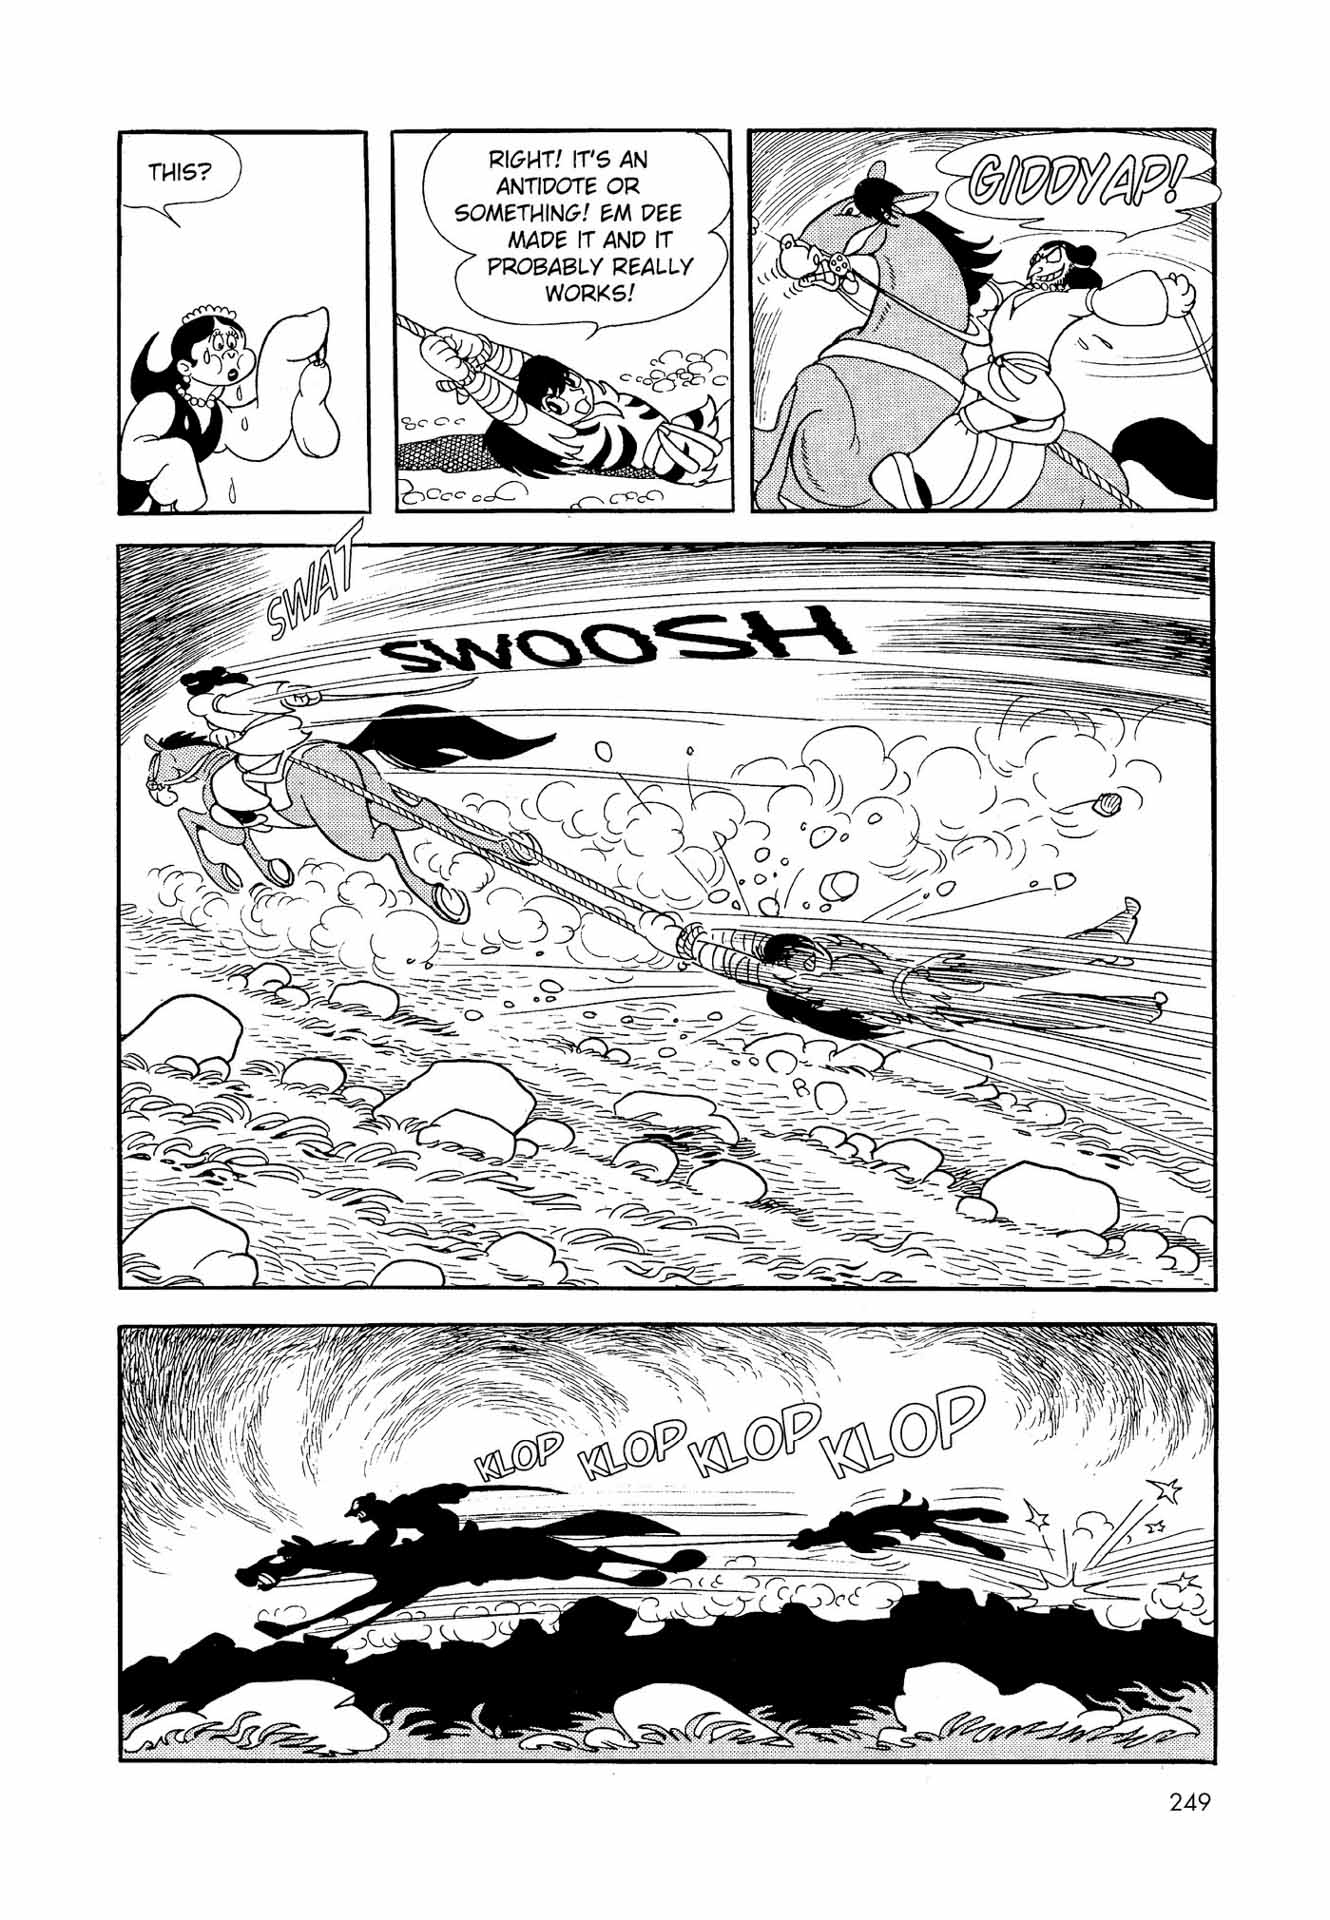 THIS?
RIGHT! IT'S AN
ANTIDOTE OR
SOMETHING! EM DEE
MADE IT AND IT
PROBABLY REALLY
WORKS!
GIDDYAP!
SWAT
SWOOSH
KLOP KLOP KLOP KLOP
249